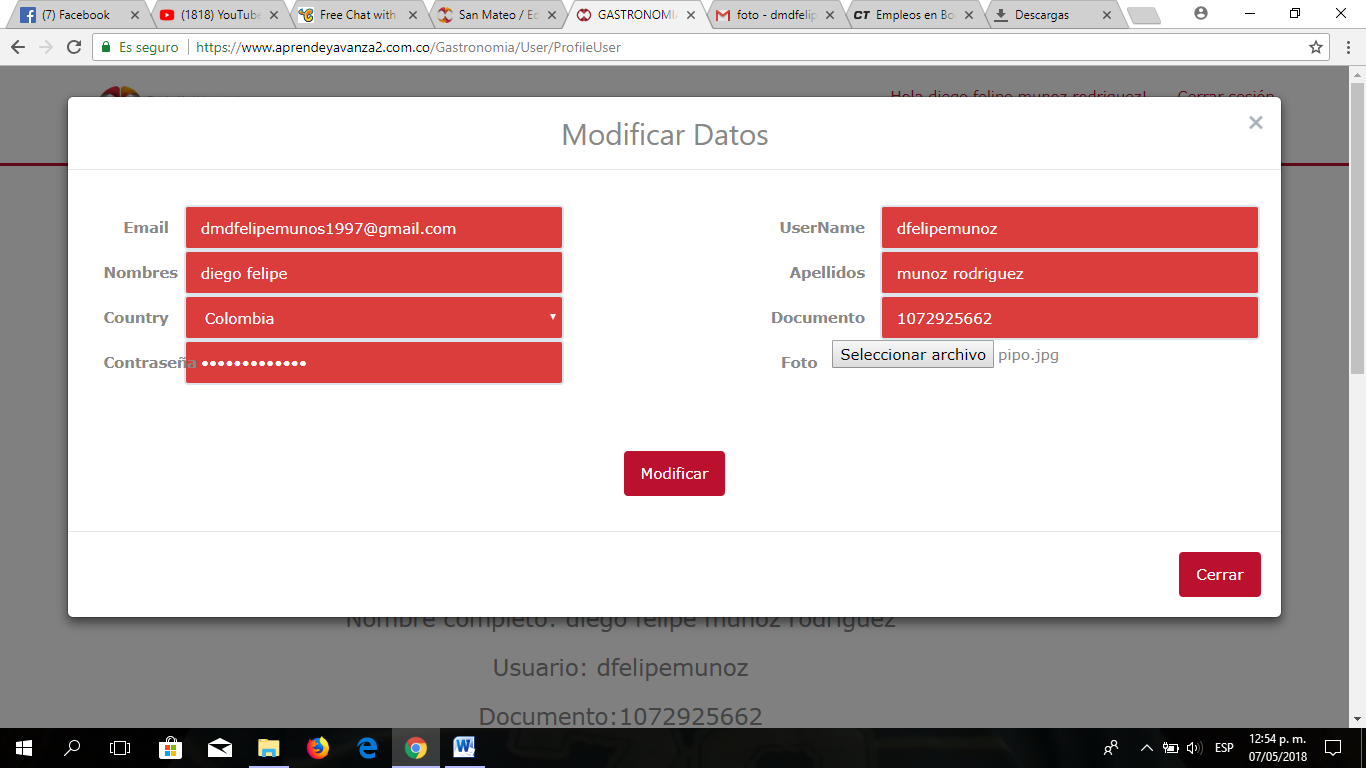 (7) Facebook
(1818) YouTube
Free Chat with
San Mateo / Ec
GASTRONOMIA
foto - dmdfelip
CT Empleos en Bo
Descargas
Es seguro | https://www.aprendeyavanza2.com.co/Gastronomia/User/ProfileUser
Hola diego felipe munoz rodriguez! Cerrar sesión
Modificar Datos
×
Email dmdfelipemunos1997@gmail.com UserName dfelipemunoz
Nombres diego felipe Apellidos munoz rodriguez
Country Colombia Documento 1072925662
Contraseña ••••••••••••• Foto Seleccionar archivo pipo.jpg
Modificar
Cerrar
Nombre completo: diego felipe munoz rodriguez
Usuario: dfelipemunoz
Documento:1072925662
ESP
12:54 p. m.
07/05/2018